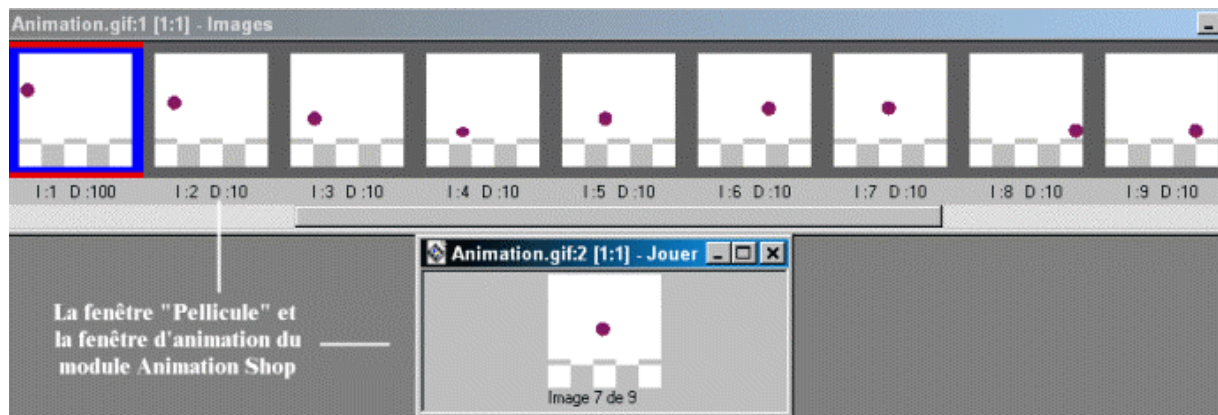 Animation.gif:1 [1:1] - Images
I :1 D :100 I :2 D :10 I :3 D :10 I :4 D :10 I :5 D :10 I :6 D :10 I :7 D :10 I :8 D :10 I :9 D :10
Animation.gif:2 [1:1] - Jouer
La fenêtre "Pellicule" et
la fenêtre d'animation du
module Animation Shop
Image 7 de 9